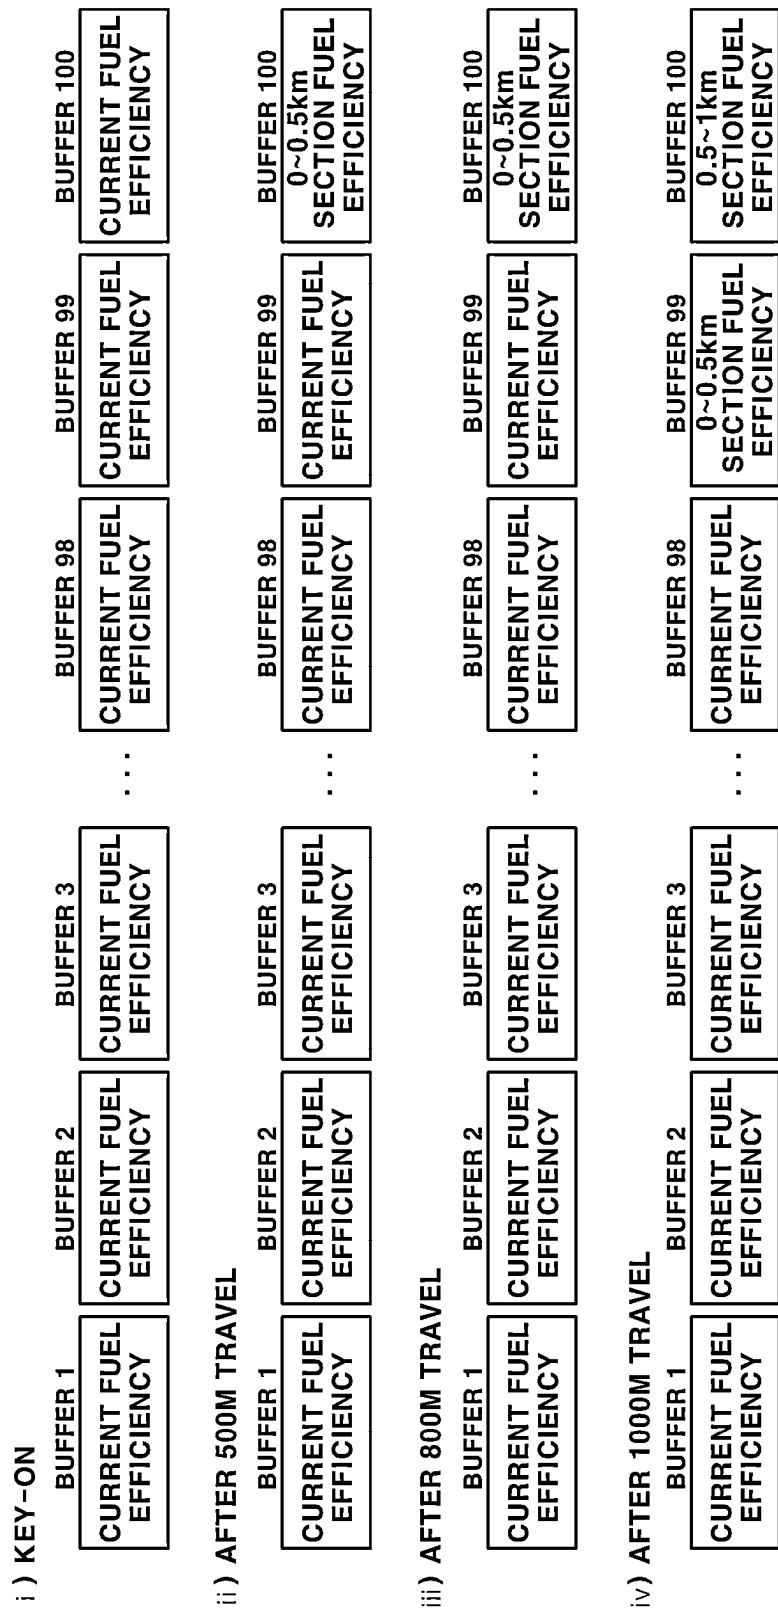 i) KEY-ON
BUFFER 1 BUFFER 2 BUFFER 3 BUFFER 98 BUFFER 99 BUFFER 100
CURRENT FUEL CURRENT FUEL CURRENT FUEL ... CURRENT FUEL CURRENT FUEL CURRENT FUEL
EFFICIENCY EFFICIENCY EFFICIENCY EFFICIENCY EFFICIENCY EFFICIENCY
ii) AFTER 500M TRAVEL
BUFFER 1 BUFFER 2 BUFFER 3 BUFFER 98 BUFFER 99 BUFFER 100
0~0.5km
CURRENT FUEL CURRENT FUEL CURRENT FUEL ... CURRENT FUEL CURRENT FUEL SECTION FUEL
EFFICIENCY EFFICIENCY EFFICIENCY EFFICIENCY EFFICIENCY EFFICIENCY
iii) AFTER 800M TRAVEL
BUFFER 1 BUFFER 2 BUFFER 3 BUFFER 98 BUFFER 99 BUFFER 100
0~0.5km
CURRENT FUEL CURRENT FUEL CURRENT FUEL ... CURRENT FUEL CURRENT FUEL SECTION FUEL
EFFICIENCY EFFICIENCY EFFICIENCY EFFICIENCY EFFICIENCY EFFICIENCY
iv) AFTER 1000M TRAVEL
BUFFER 1 BUFFER 2 BUFFER 3 BUFFER 98 BUFFER 99 BUFFER 100
0~0.5km 0.5~1km
CURRENT FUEL CURRENT FUEL CURRENT FUEL ... CURRENT FUEL SECTION FUEL SECTION FUEL
EFFICIENCY EFFICIENCY EFFICIENCY EFFICIENCY EFFICIENCY EFFICIENCY